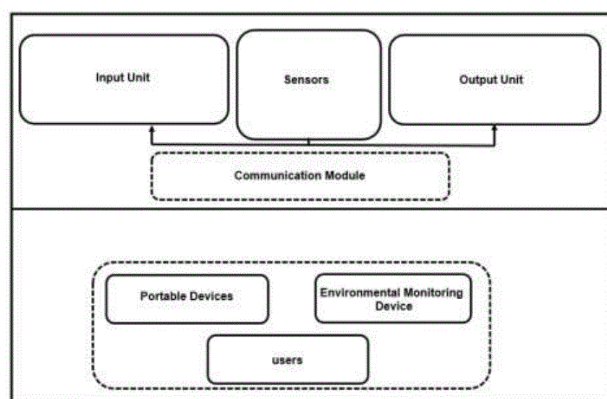 Input Unit
Sensors
Output Unit
Communication Module
Portable Devices
Environmental Monitoring
Device
users